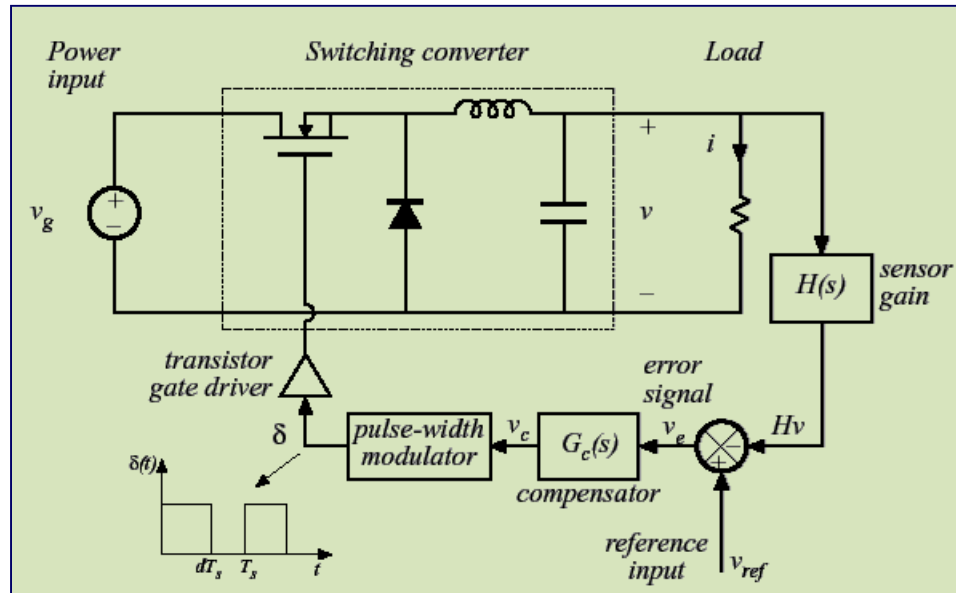 Power
input
Switching converter
Load
+
i
v_g
+
−
v
−
H(s)
sensor
gain
transistor
gate driver
error
signal
δ
pulse-width
modulator
v_c
G_c(s)
v_e
−
+
Hv
compensator
δ(t)
dT_s
T_s
t
reference
input
v_ref